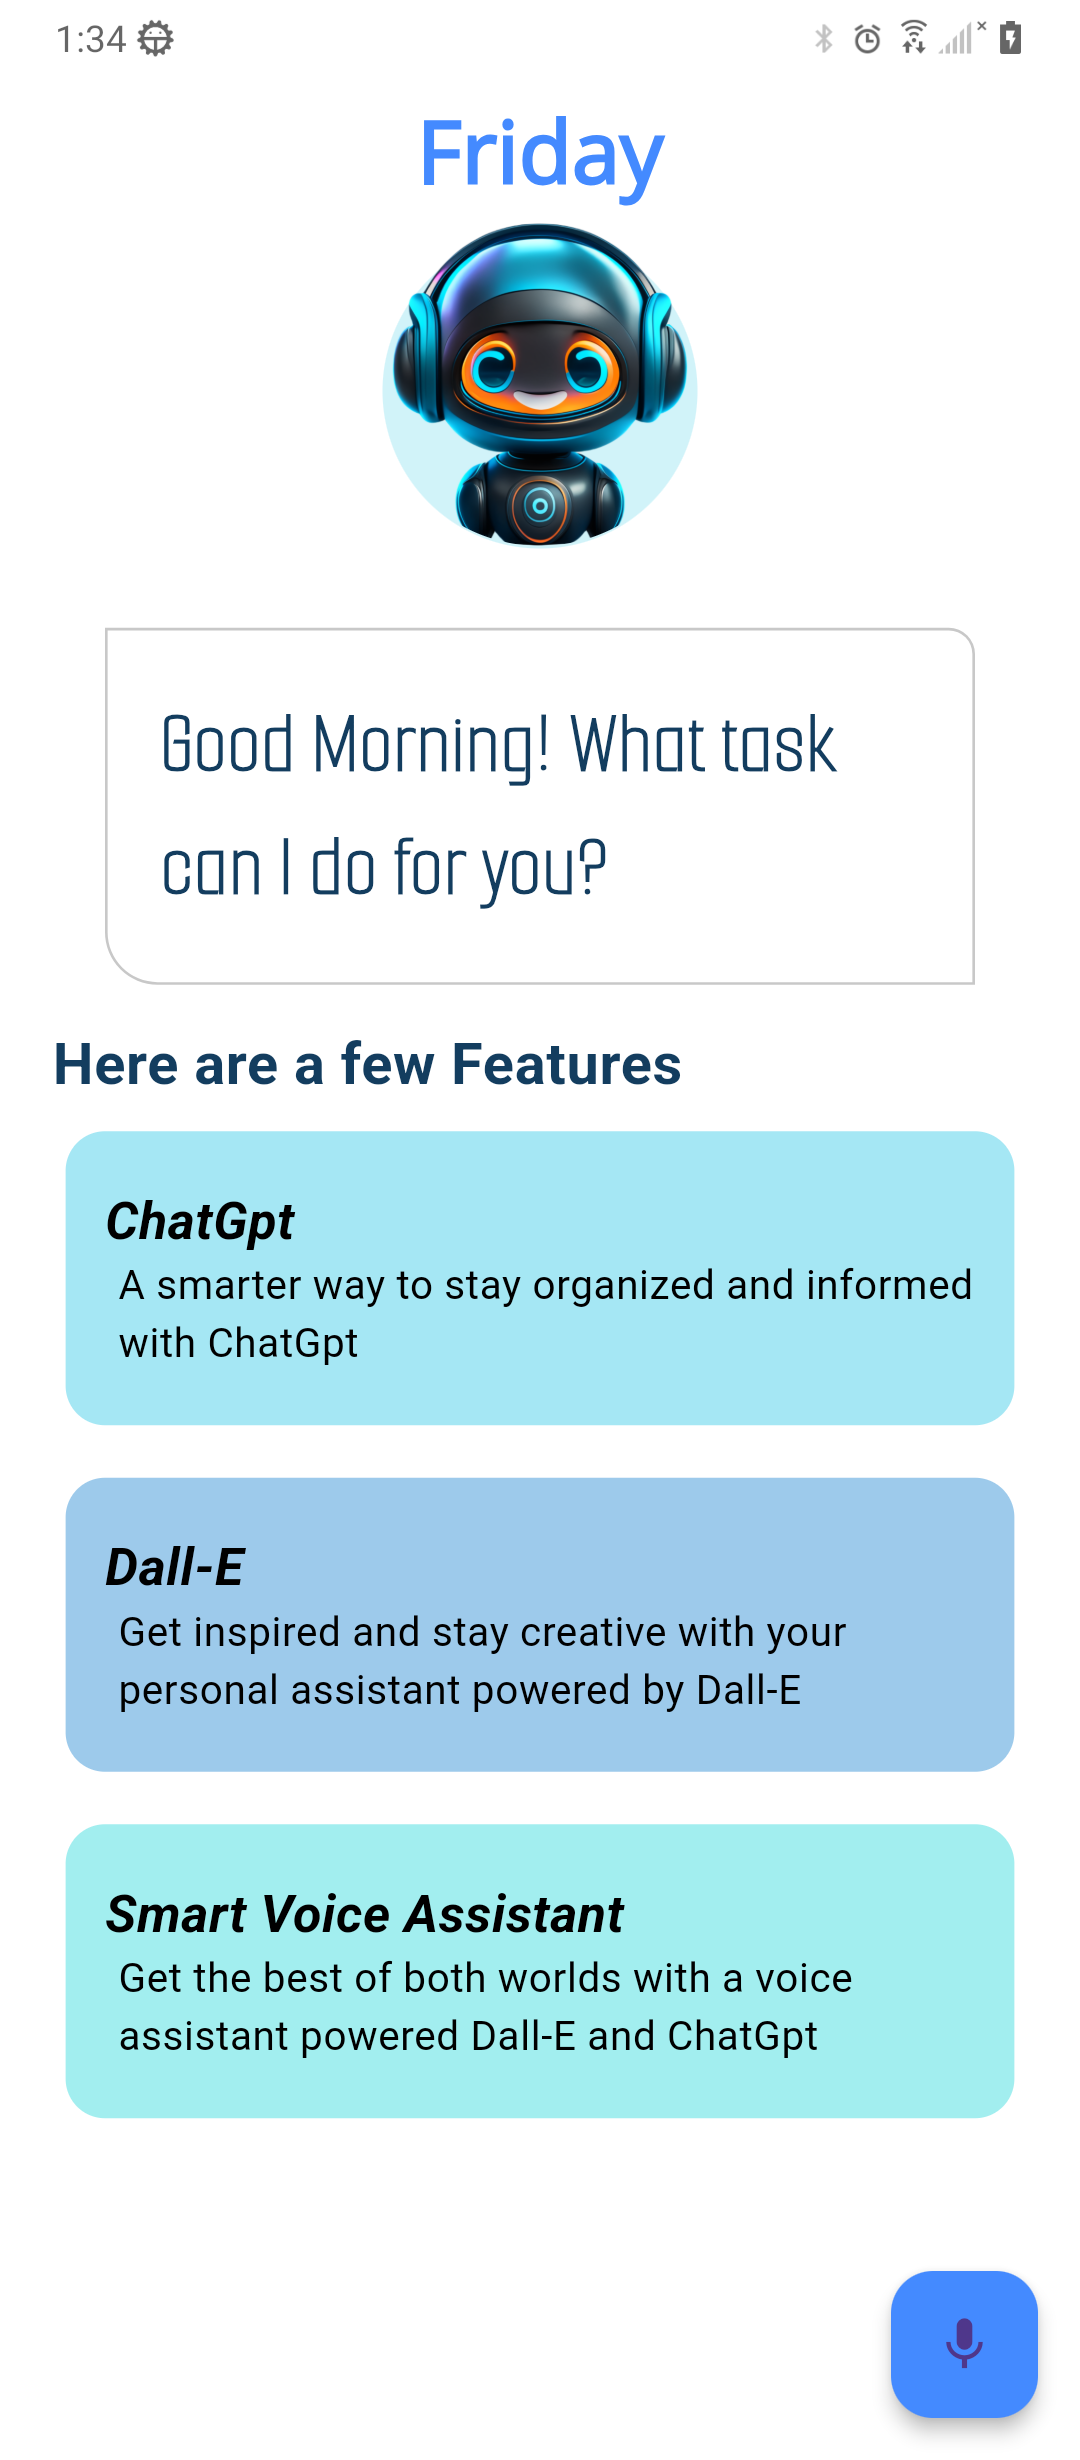 1:34
Friday
Good Morning! What task
can I do for you?
Here are a few Features
ChatGpt
A smarter way to stay organized and informed
with ChatGpt
Dall-E
Get inspired and stay creative with your
personal assistant powered by Dall-E
Smart Voice Assistant
Get the best of both worlds with a voice
assistant powered Dall-E and ChatGpt